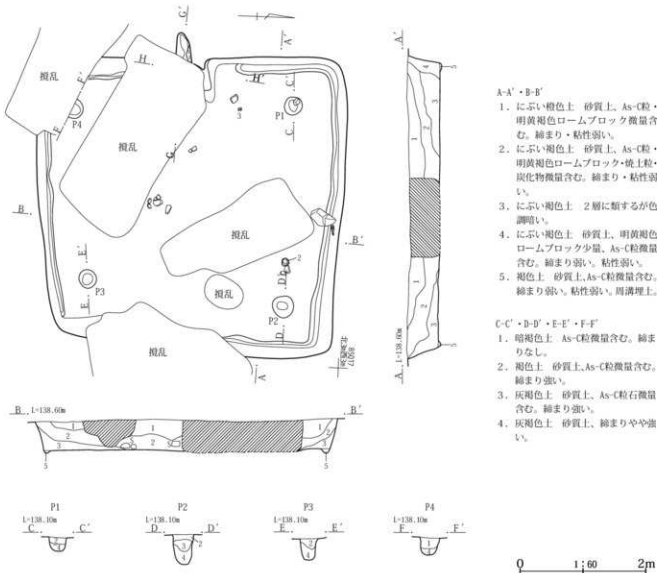 A-A'・B-B'
1. にぶい橙色土 砂質土、As-C粒・
明黄褐色ロームブロック微量含
む。締まり・粘性弱い。
2. にぶい褐色土 砂質土、As-C粒・
明黄褐色ロームブロック・焼土粒・
炭化物微量含む。締まり・粘性弱
い。
3. にぶい褐色土 2層に類するが色
調暗い。
4. にぶい褐色土 砂質土、明黄褐色
ロームブロック少量、As-C粒微量
含む。締まり弱い。粘性弱い。
5. 褐色土 砂質土、As-C粒微量含む。
締まり弱い。粘性弱い。周溝埋土。
C-C'・D-D'・E-E'・F-F'
1. 暗褐色土 As-C粒微量含む。締ま
りなし。
2. 褐色土 砂質土、As-C粒微量含む。
締まり強い。
3. 灰褐色土 砂質土、As-C粒石微量
含む。締まり強い。
4. 灰褐色土 砂質土、締まりやや強
い。
G'
A'
A'
H
H'
C'
P1
C
3
G
F'
P4
F
撹乱
撹乱
撹乱
撹乱
撹乱
B
B'
E'
P3
E
2
D'
P2
D
A
A
L=138.60m
B L=138.60m B'
P1
L=138.10m
C C'
P2
L=138.10m
D D'
P3
L=138.10m
E E'
P4
L=138.10m
F F'
0 1:60 2m